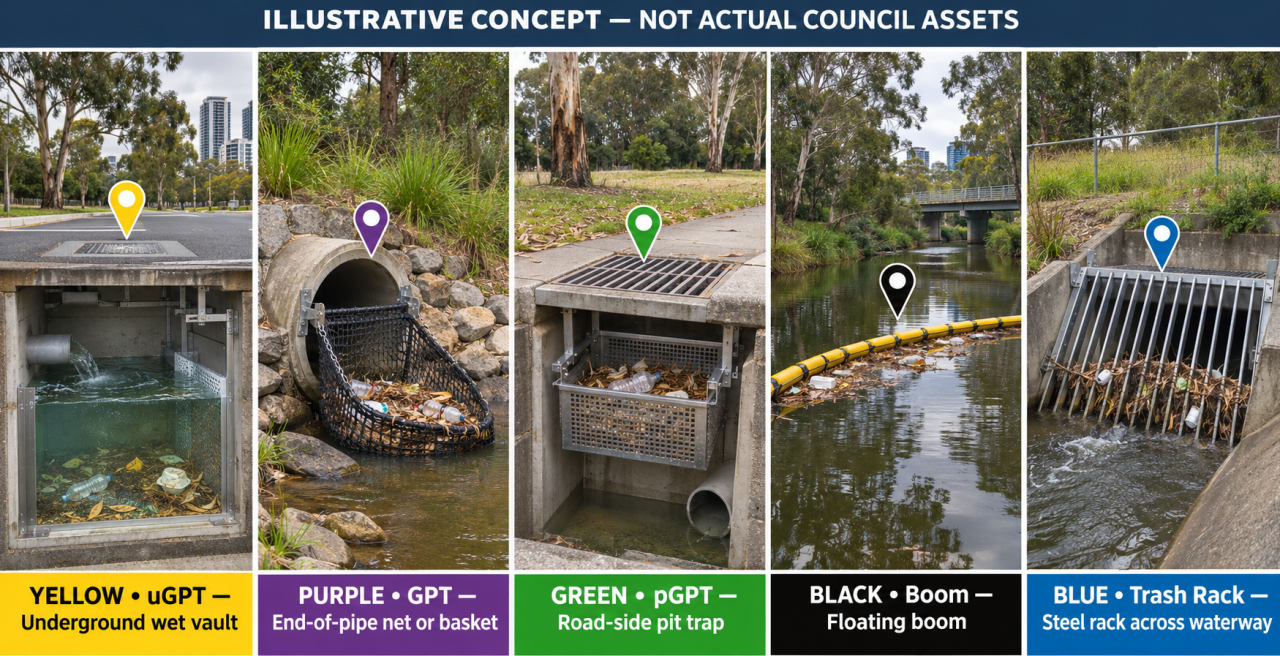 ILLUSTRATIVE CONCEPT — NOT ACTUAL COUNCIL ASSETS
YELLOW • uGPT —
Underground wet vault
PURPLE • GPT —
End-of-pipe net or basket
GREEN • pGPT —
Road-side pit trap
BLACK • Boom —
Floating boom
BLUE • Trash Rack —
Steel rack across waterway